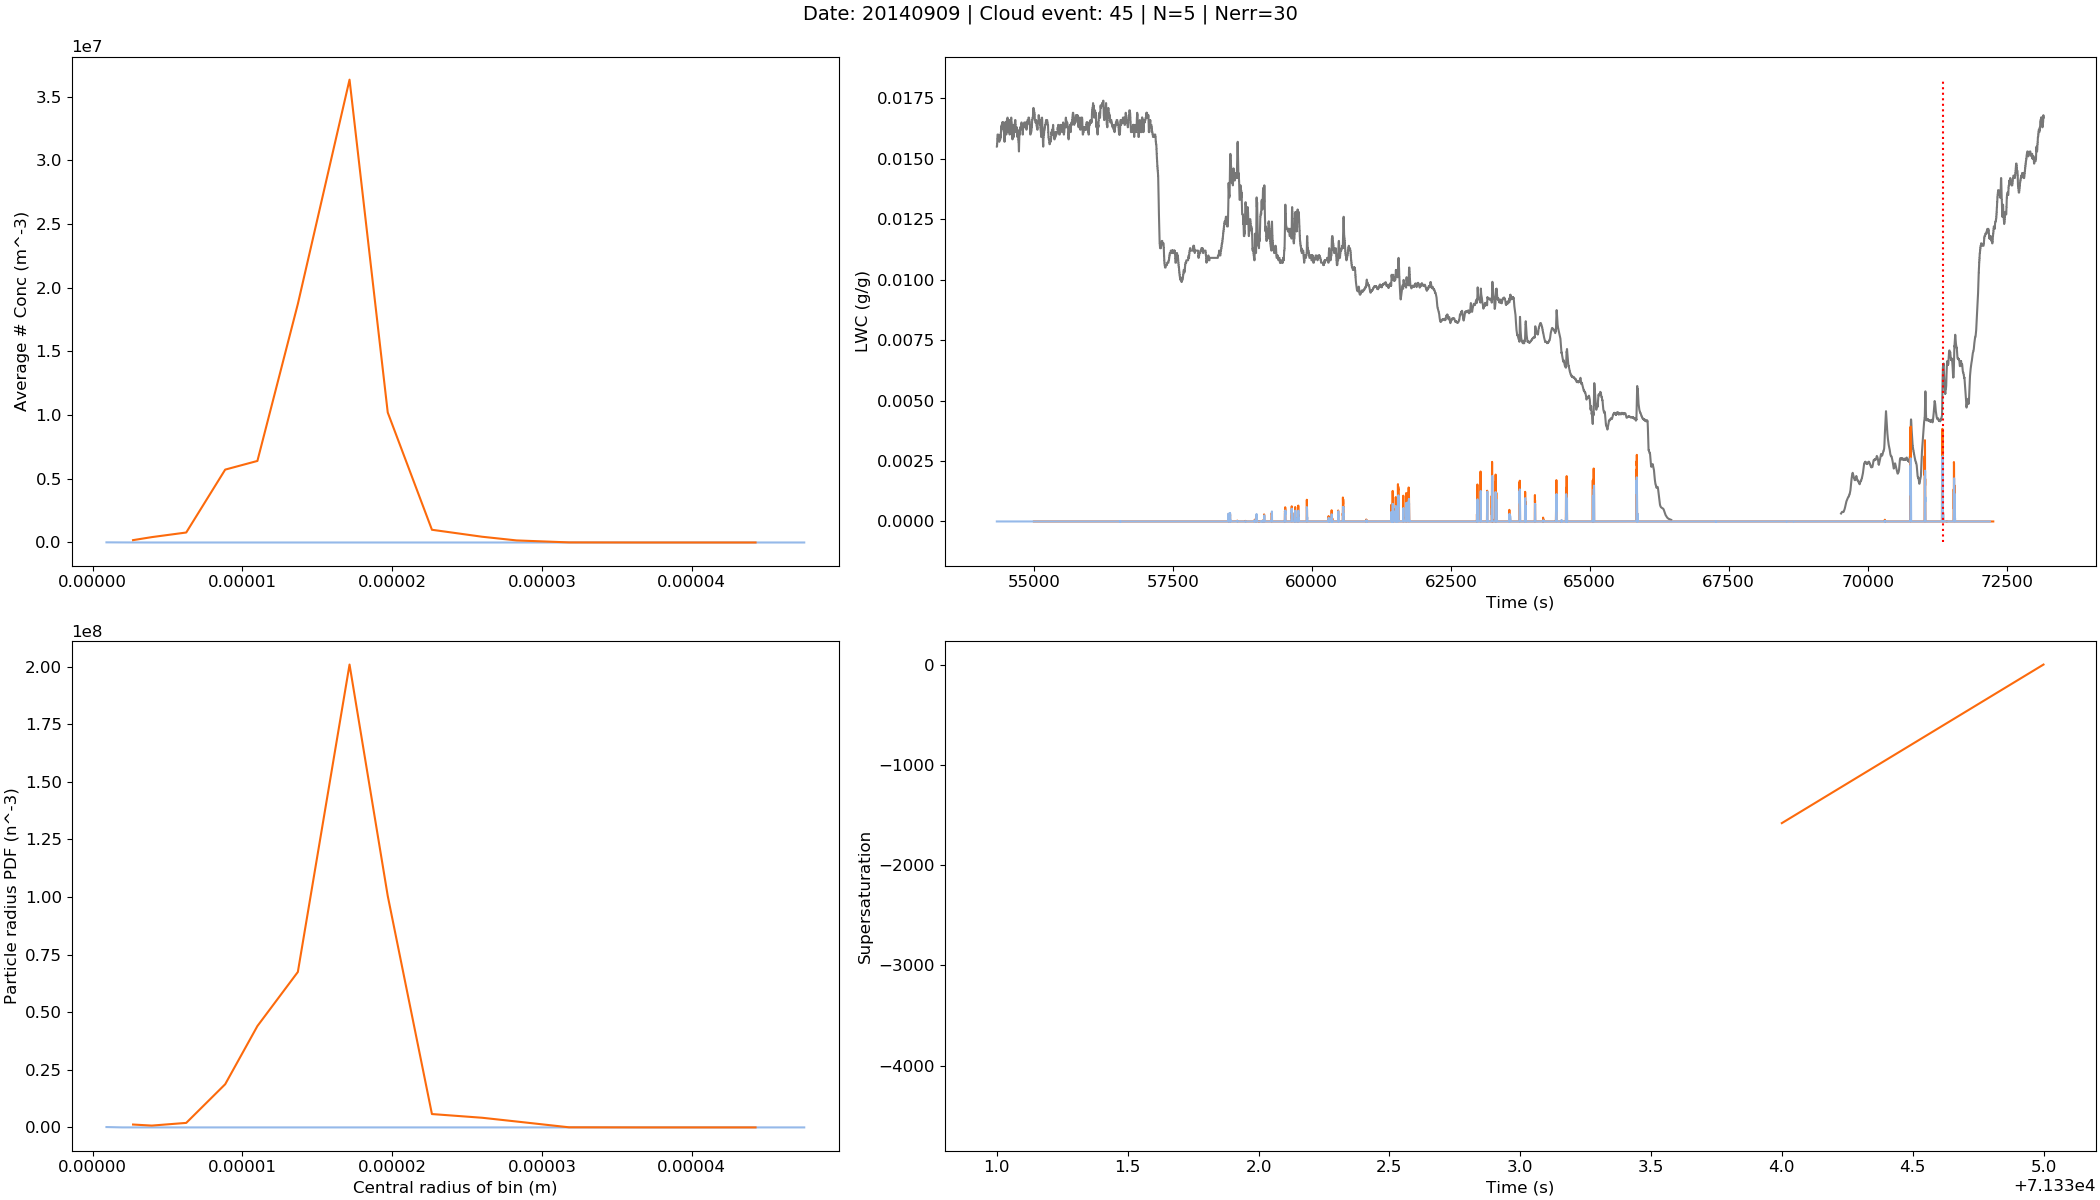 Date: 20140909 | Cloud event: 45 | N=5 | Nerr=30
1e7
Average # Conc (m^-3)
3.5
3.0
2.5
2.0
1.5
1.0
0.5
0.0
0.00000 0.00001 0.00002 0.00003 0.00004
LWC (g/g)
0.0175
0.0150
0.0125
0.0100
0.0075
0.0050
0.0025
0.0000
55000 57500 60000 62500 65000 67500 70000 72500
Time (s)
1e8
Particle radius PDF (n^-3)
2.00
1.75
1.50
1.25
1.00
0.75
0.50
0.25
0.00
0.00000 0.00001 0.00002 0.00003 0.00004
Central radius of bin (m)
Supersaturation
0
−1000
−2000
−3000
−4000
1.0 1.5 2.0 2.5 3.0 3.5 4.0 4.5 5.0
Time (s)
+7.133e4